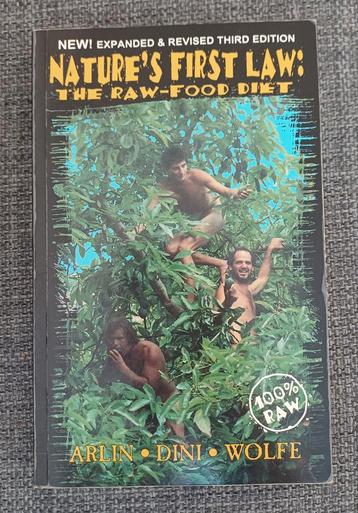 NEW! EXPANDED & REVISED THIRD EDITION
NATURE'S FIRST LAW:
THE RAW-FOOD DIET
100%
RAW
ARLIN • DINI • WOLFE